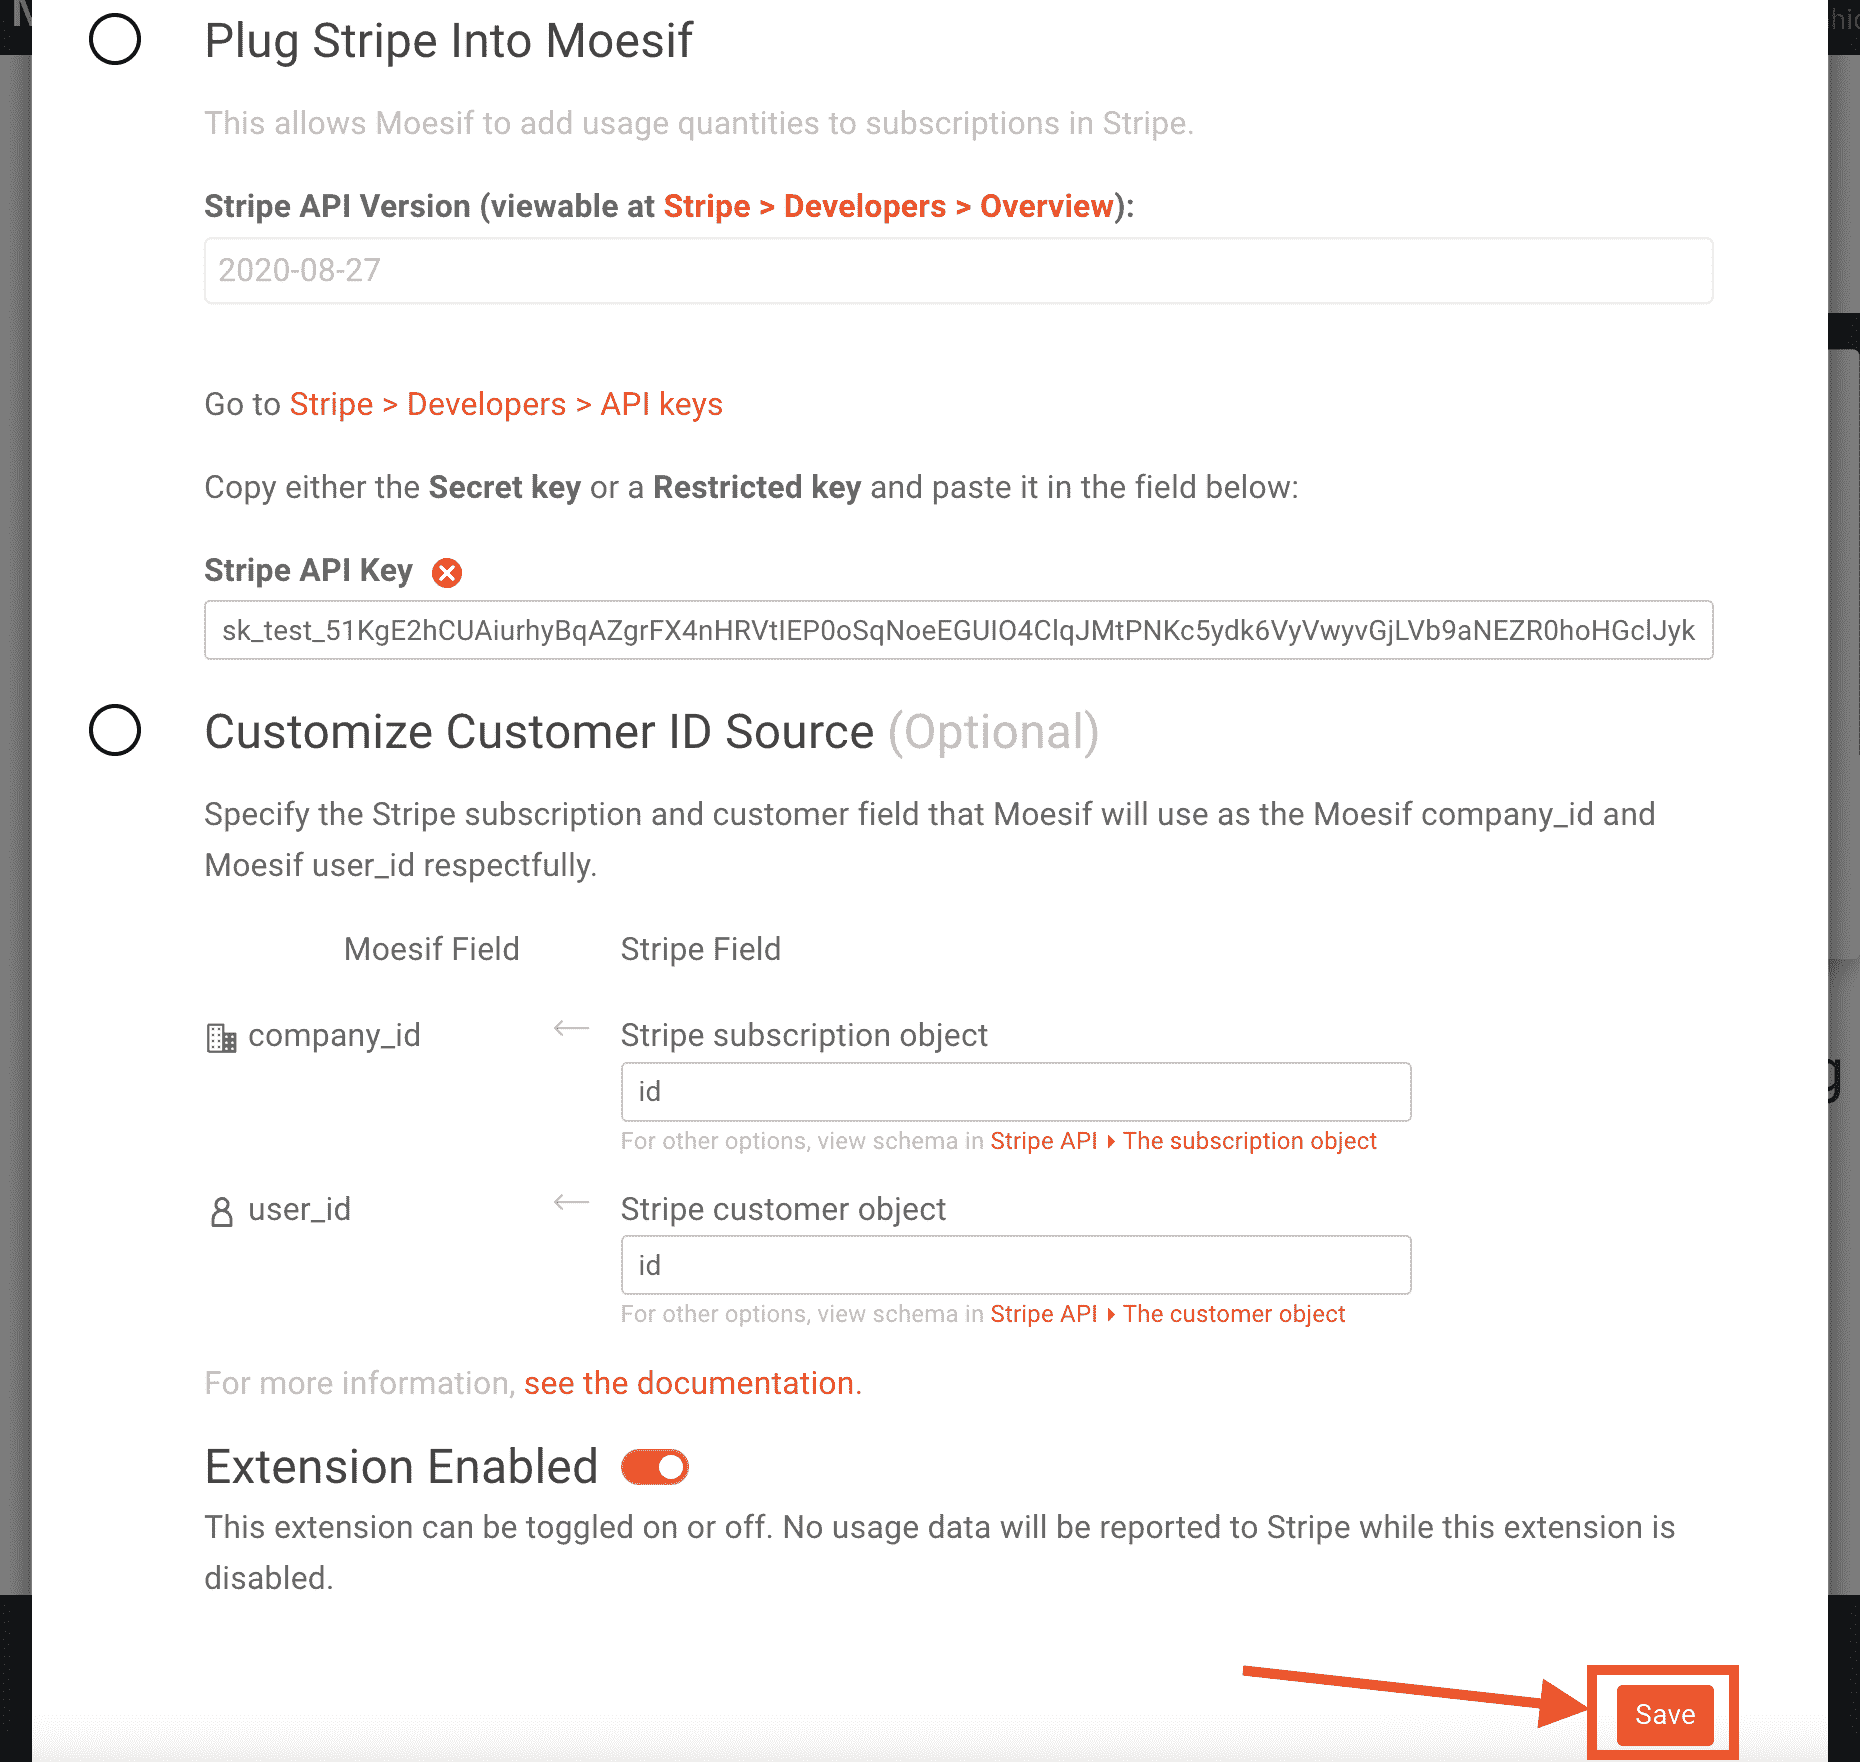 Plug Stripe Into Moesif
This allows Moesif to add usage quantities to subscriptions in Stripe.
Stripe API Version (viewable at Stripe > Developers > Overview):
2020-08-27
Go to Stripe > Developers > API keys
Copy either the Secret key or a Restricted key and paste it in the field below:
Stripe API Key
sk_test_51KgE2hCUAiurhyBqAZgrFX4nHRVtIEP0oSqNoeEGUIO4ClqJMtPNKc5ydk6VyVwyvGjLVb9aNEZR0hoHGclJyk
Customize Customer ID Source (Optional)
Specify the Stripe subscription and customer field that Moesif will use as the Moesif company_id and
Moesif user_id respectfully.
Moesif Field Stripe Field
company_id Stripe subscription object
id
For other options, view schema in Stripe API The subscription object
user_id Stripe customer object
id
For other options, view schema in Stripe API The customer object
For more information, see the documentation.
Extension Enabled
This extension can be toggled on or off. No usage data will be reported to Stripe while this extension is
disabled.
Save